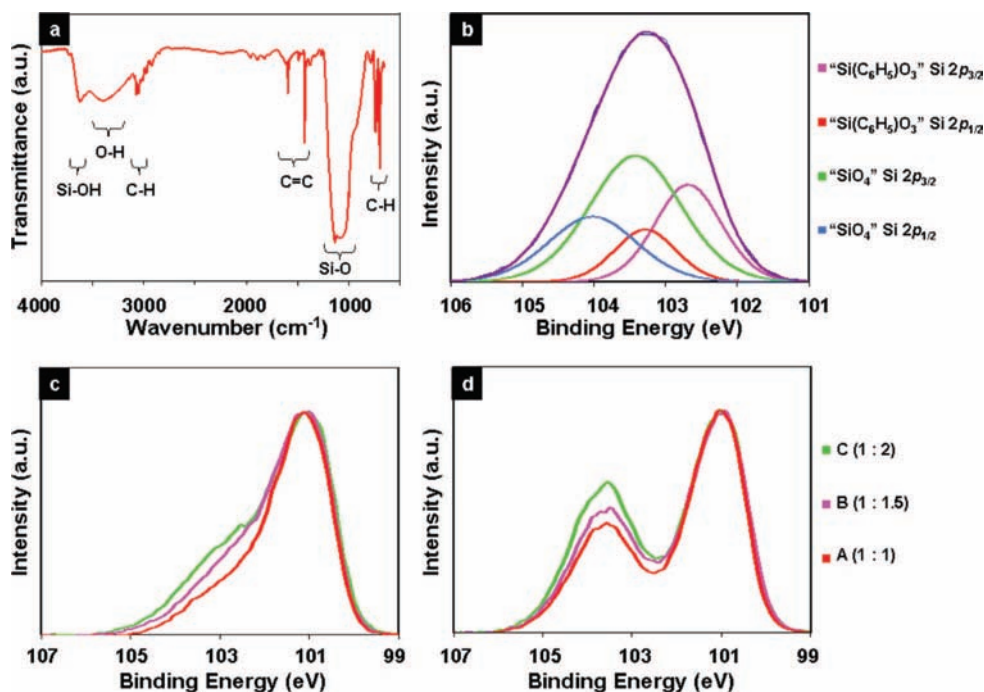 a
Transmittance (a.u.)
Si-OH
O-H
C-H
C=C
Si-O
C-H
4000 3000 2000 1000
Wavenumber (cm⁻¹)
b
Intensity (a.u.)
106 105 104 103 102 101
Binding Energy (eV)
"Si(C₆H₅)O₃" Si 2p₃/₂
"Si(C₆H₅)O₃" Si 2p₁/₂
"SiO₄" Si 2p₃/₂
"SiO₄" Si 2p₁/₂
c
Intensity (a.u.)
107 105 103 101 99
Binding Energy (eV)
d
Intensity (a.u.)
107 105 103 101 99
Binding Energy (eV)
C (1 : 2)
B (1 : 1.5)
A (1 : 1)